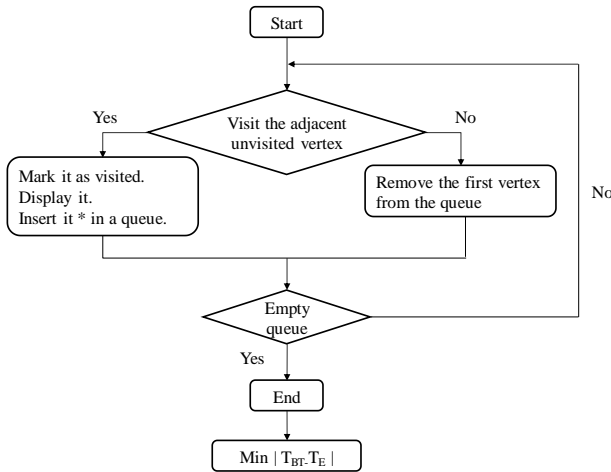 Start
Visit the adjacent
unvisited vertex
Yes
No
Mark it as visited.
Display it.
Insert it * in a queue.
Remove the first vertex
from the queue
No
Empty
queue
Yes
End
Min | T_BT-T_E |